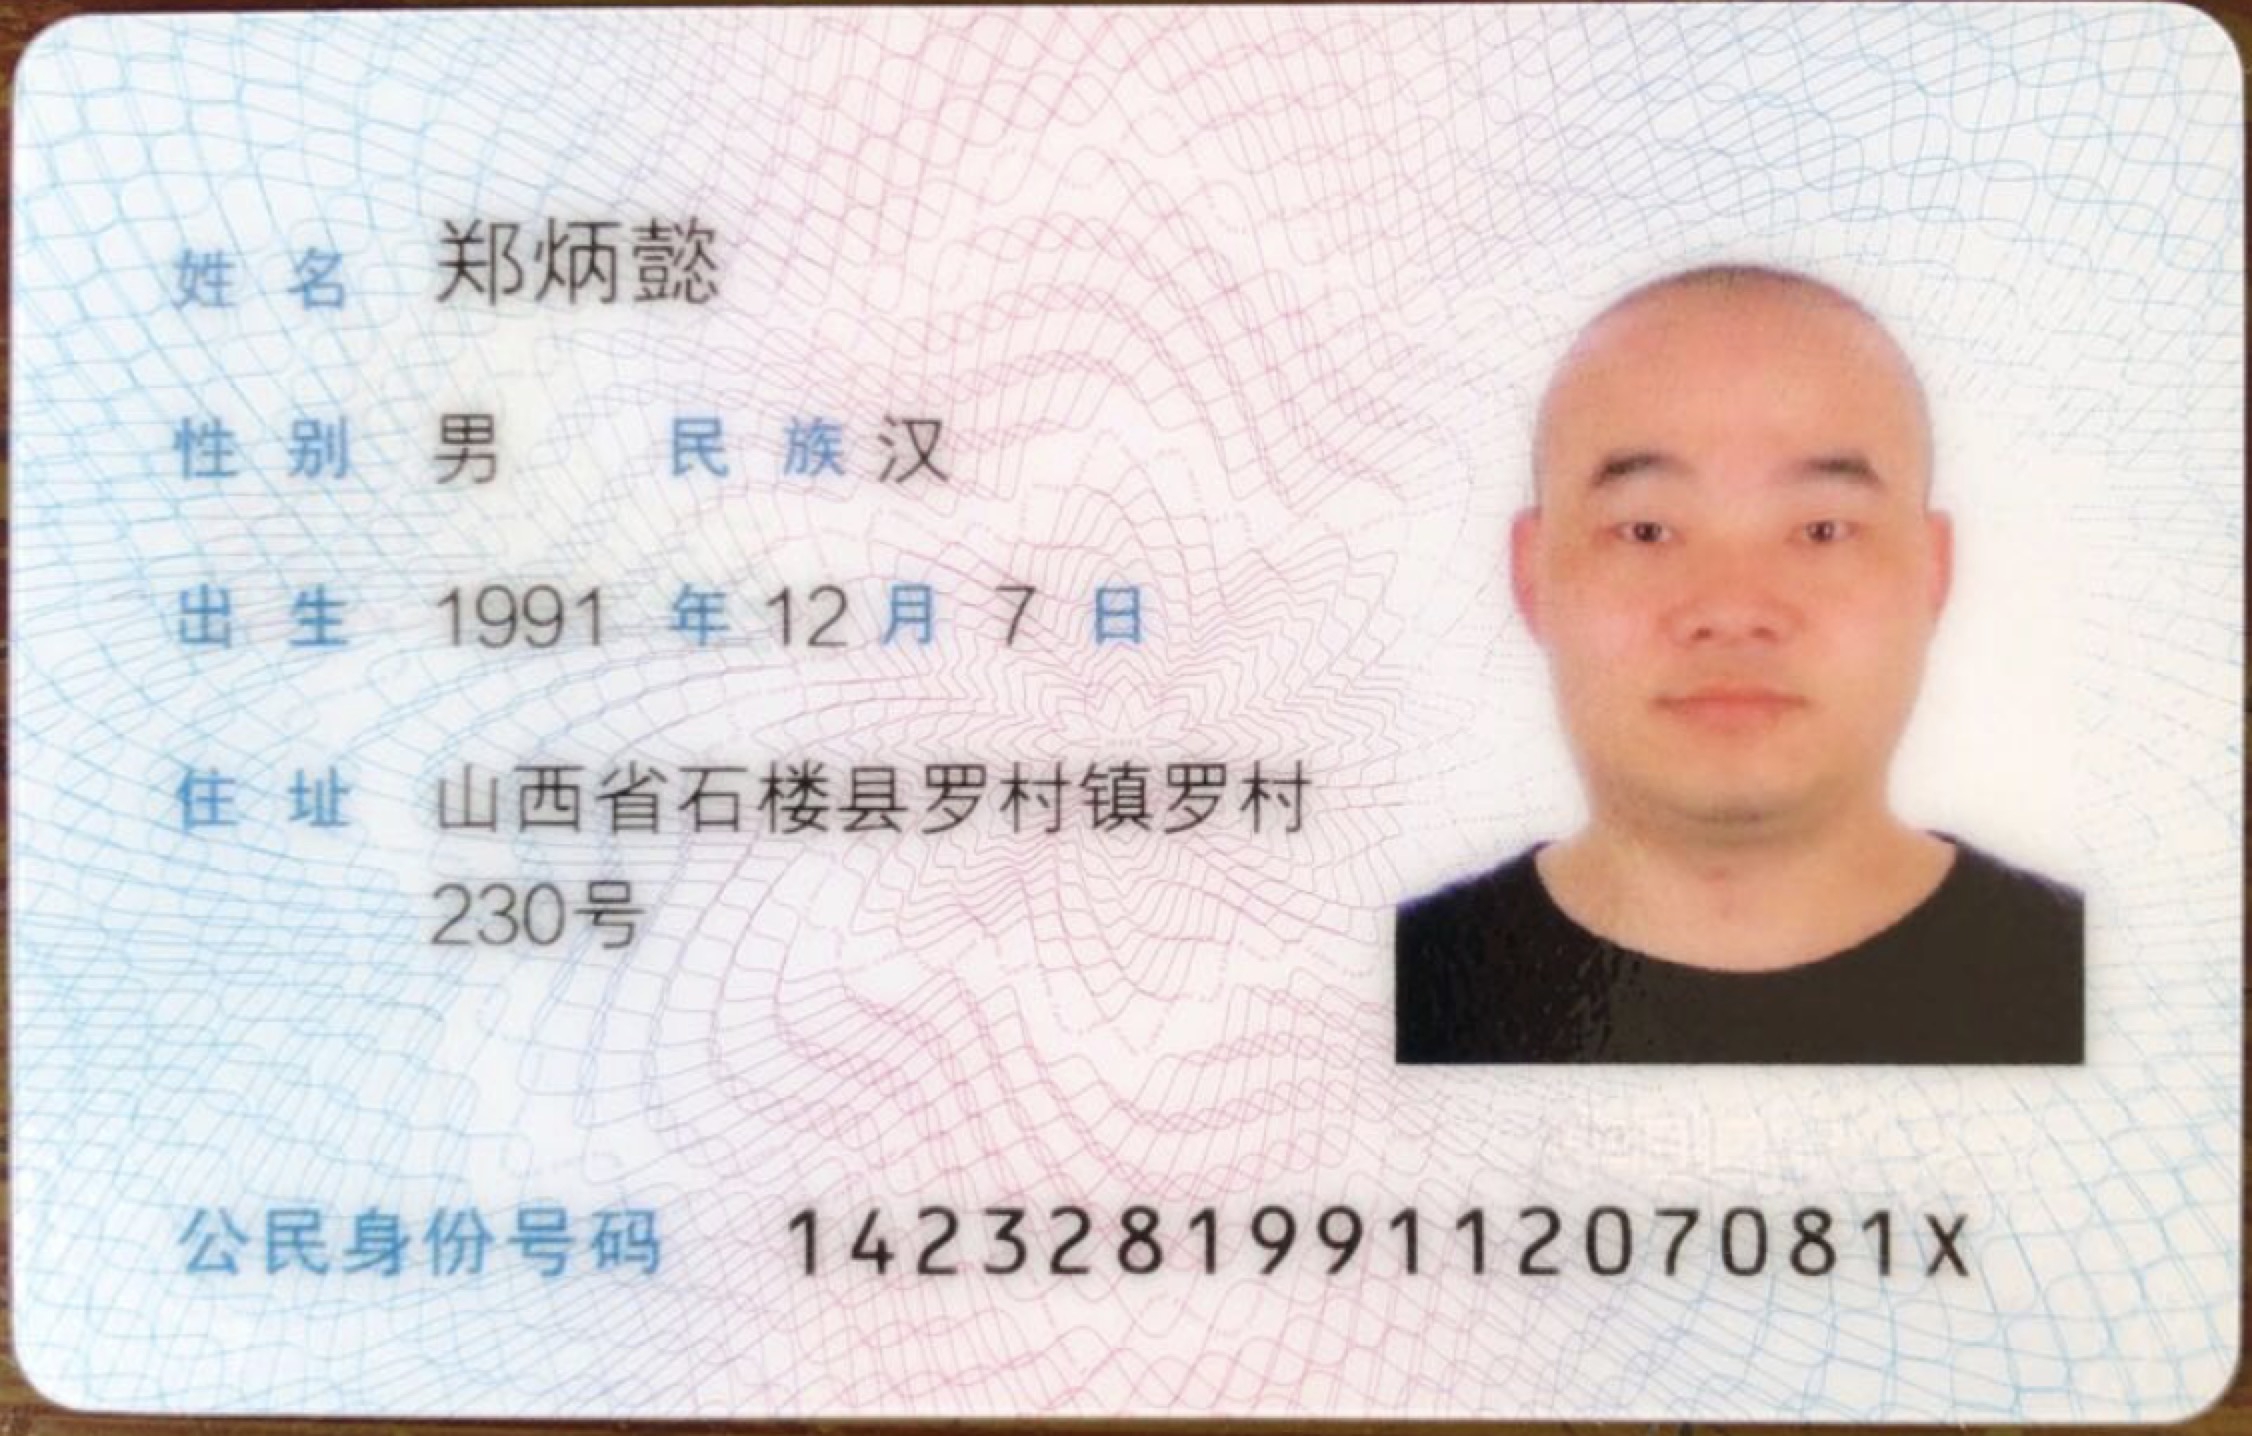 姓名 郑炳懿
性别 男 民族 汉
出生 1991 年 12 月 7 日
住址 山西省石楼县罗村镇罗村
230号
公民身份号码 14232819911207081X